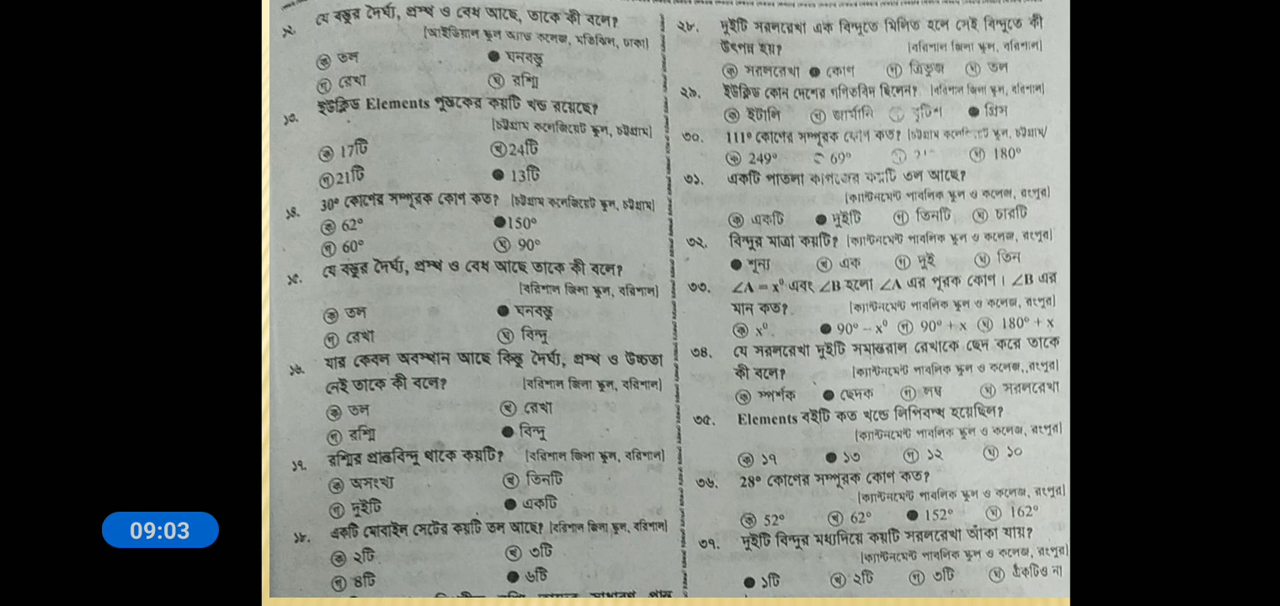 ১২. যে বস্তুর দৈর্ঘ্য, প্রস্থ ও বেধ আছে, তাকে কী বলে?
[আইডিয়াল স্কুল অ্যান্ড কলেজ, মতিঝিল, ঢাকা]
ক তল ● ঘনবস্তু
গ রেখা ঘ রশ্মি
১৩. ইউক্লিড Elements পুস্তকের কয়টি খন্ড রয়েছে?
[চট্টগ্রাম কলেজিয়েট স্কুল, চট্টগ্রাম]
ক 17টি খ 24টি
গ 21টি ● 13টি
১৪. 30° কোণের সম্পূরক কোণ কত? [চট্টগ্রাম কলেজিয়েট স্কুল, চট্টগ্রাম]
ক 62° ● 150°
গ 60° ঘ 90°
১৫. যে বস্তুর দৈর্ঘ্য, প্রস্থ ও বেধ আছে তাকে কী বলে?
[বরিশাল জিলা স্কুল, বরিশাল]
ক তল ● ঘনবস্তু
গ রেখা ঘ বিন্দু
১৬. যার কেবল অবস্থান আছে কিন্তু দৈর্ঘ্য, প্রস্থ ও উচ্চতা
নেই তাকে কী বলে? [বরিশাল জিলা স্কুল, বরিশাল]
ক তল খ রেখা
গ রশ্মি ● বিন্দু
১৭. রশ্মির প্রান্তবিন্দু থাকে কয়টি? [বরিশাল জিলা স্কুল, বরিশাল]
ক অসংখ্য খ তিনটি
গ দুইটি ● একটি
১৮. একটি মোবাইল সেটের কয়টি তল আছে? [বরিশাল জিলা স্কুল, বরিশাল]
ক ২টি খ ৩টি
গ ৪টি ● ৬টি
২৮. দুইটি সরলরেখা এক বিন্দুতে মিলিত হলে সেই বিন্দুতে কী
উৎপন্ন হয়? [বরিশাল জিলা স্কুল, বরিশাল]
ক সরলরেখা ● কোণ গ ত্রিভুজ ঘ তল
২৯. ইউক্লিড কোন দেশের গণিতবিদ ছিলেন? [বরিশাল জিলা স্কুল, বরিশাল]
ক ইটালি খ জার্মানি গ বৃটিশ ● গ্রিস
৩০. 111° কোণের সম্পূরক কোণ কত? [চট্টগ্রাম কলেজিয়েট স্কুল, চট্টগ্রাম]
ক 249° 69° ঘ 180°
৩১. একটি পাতলা কাগজের কয়টি তল আছে?
[ক্যান্টনমেন্ট পাবলিক স্কুল ও কলেজ, রংপুর]
ক একটি ● দুইটি গ তিনটি ঘ চারটি
৩২. বিন্দুর মাত্রা কয়টি? [ক্যান্টনমেন্ট পাবলিক স্কুল ও কলেজ, রংপুর]
● শূন্য খ এক গ দুই ঘ তিন
৩৩. ∠A = x⁰ এবং ∠B হলো ∠A এর পূরক কোণ। ∠B এর
মান কত? [ক্যান্টনমেন্ট পাবলিক স্কুল ও কলেজ, রংপুর]
ক x⁰ ● 90° – x⁰ গ 90° + x ঘ 180° + x
৩৪. যে সরলরেখা দুইটি সমান্তরাল রেখাকে ছেদ করে তাকে
কী বলে? [ক্যান্টনমেন্ট পাবলিক স্কুল ও কলেজ, রংপুর]
ক স্পর্শক ● ছেদক গ লম্ব ঘ সরলরেখা
৩৫. Elements বইটি কত খন্ডে লিপিবদ্ধ হয়েছিল?
[ক্যান্টনমেন্ট পাবলিক স্কুল ও কলেজ, রংপুর]
ক ১৭ ● ১৩ গ ১২ ঘ ১০
৩৬. 28° কোণের সম্পূরক কোণ কত?
[ক্যান্টনমেন্ট পাবলিক স্কুল ও কলেজ, রংপুর]
ক 52° খ 62° ● 152° ঘ 162°
৩৭. দুইটি বিন্দুর মধ্যদিয়ে কয়টি সরলরেখা আঁকা যায়?
[ক্যান্টনমেন্ট পাবলিক স্কুল ও কলেজ, রংপুর]
● ১টি খ ২টি গ ৩টি ঘ একটিও না
09:03